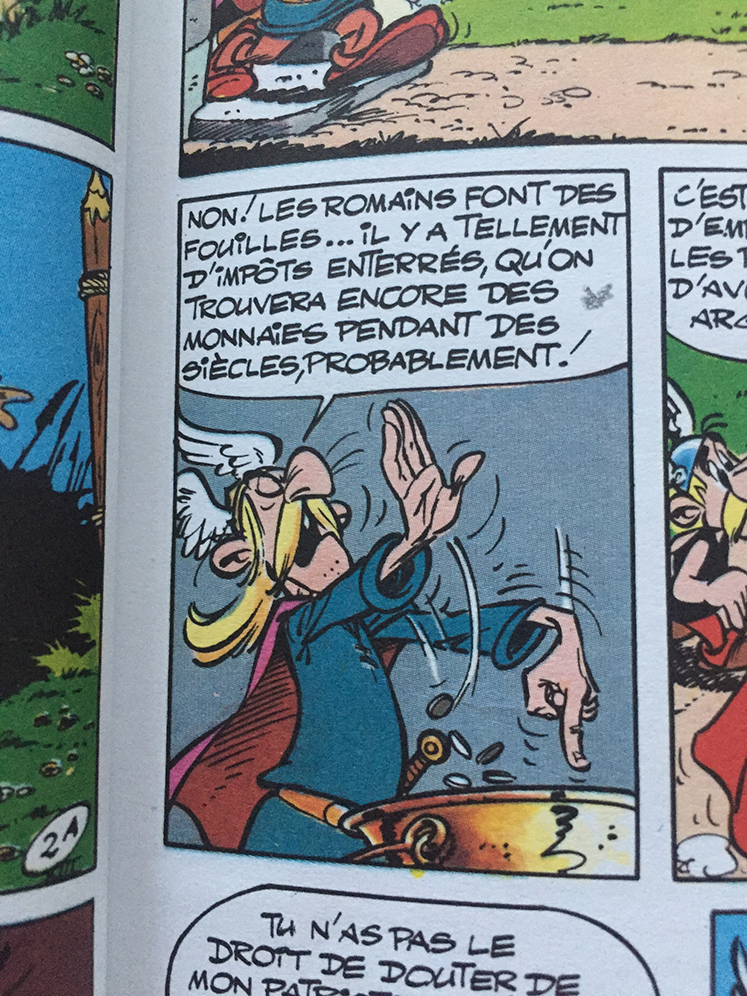 NON! LES ROMAINS FONT DES
FOUILLES... IL Y A TELLEMENT
D'IMPÔTS ENTERRÉS, QU'ON
TROUVERA ENCORE DES
MONNAIES PENDANT DES
SIÈCLES, PROBABLEMENT!
C'EST
LES
2A
TU N'AS PAS LE
DROIT DE DOUTER DE
MON